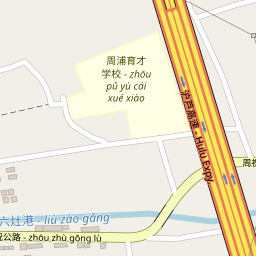 周浦育才
学校 - zhōu
pǔ yù cái
xué xiào
沪芦高速 - Hulu Expy
周祝
六灶港 - liù zào gǎng
祝公路 - zhōu zhù gōng lù